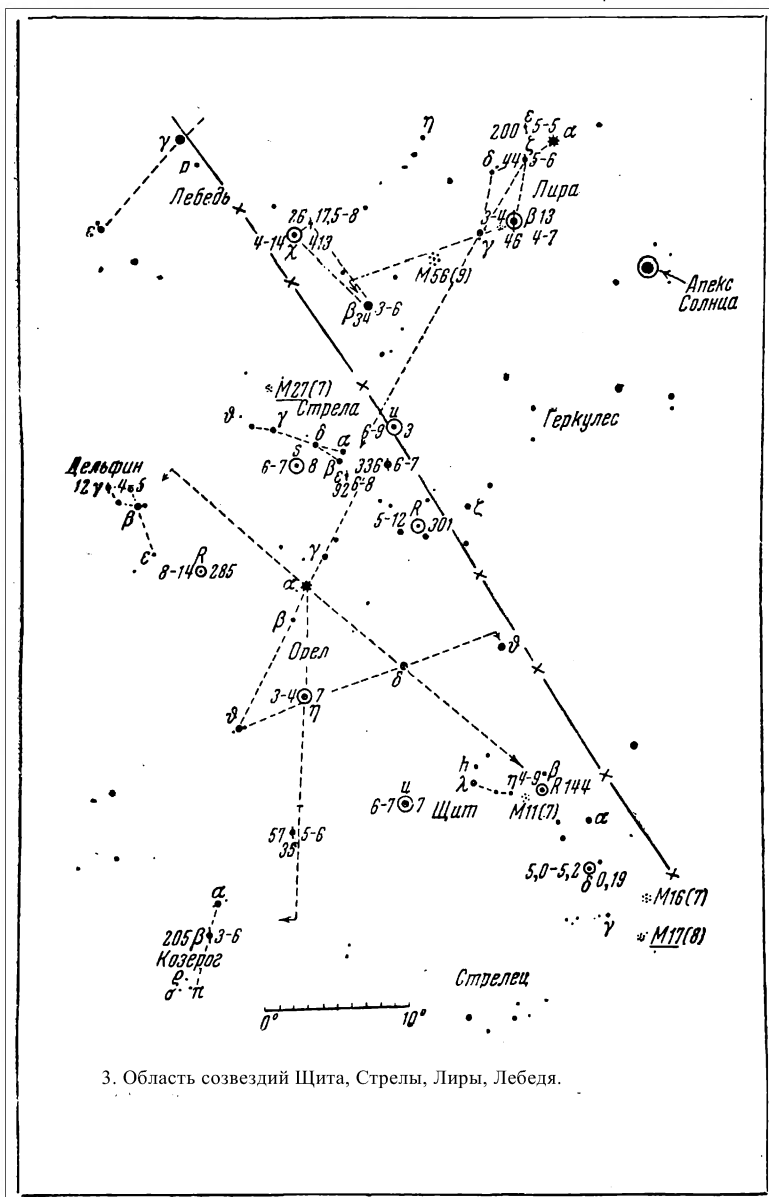 η
ε
200 5-5 α
ζ
δ 44 5-6
Лира
γ
P
Лебедь
ε
26 17,5-8
4-14 χ 413
3-4 β 13
γ 46 4-7
M56(9)
Апекс
Солнца
β 34 3-6
M27(7)
Стрела
ϑ γ
δ α
и
6-9 3
Геркулес
S
6-7 8
β
ε
92 6-8
336 6-7
Дельфин
12 γ 4-5
β
ε
R
8-14 285
R
5-12 301
ζ
γ
α
β
Орел
ϑ
δ
3-4 7
η
ϑ
h
λ
η 4-9 β
R 144
M11(7)
и
6-7 7
Щит
α
57 5-6
35
5,0-5,2 δ 0,19
M16(7)
γ
M17(8)
α
205 β 3-6
Козерог
ρ
σ π
Стрелец
0° 10°
3. Область созвездий Щита, Стрелы, Лиры, Лебедя.